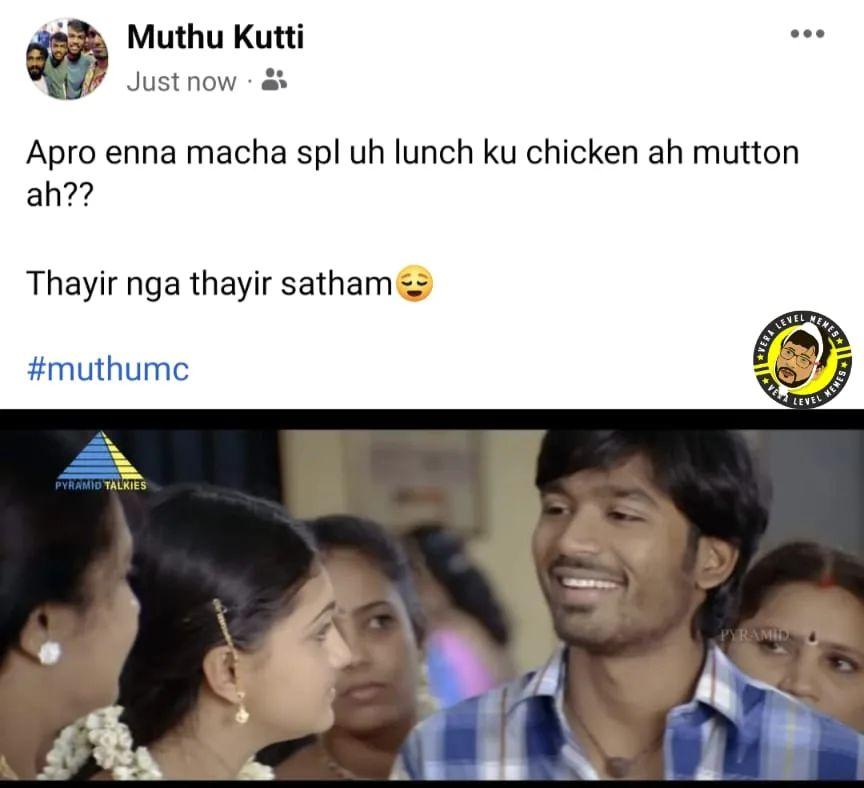 Muthu Kutti
Just now ·
Apro enna macha spl uh lunch ku chicken ah mutton
ah??
Thayir nga thayir satham😌
#muthumc
VERA LEVEL MEMES
VERA LEVEL MEMES
PYRAMID TALKIES
PYRAMID